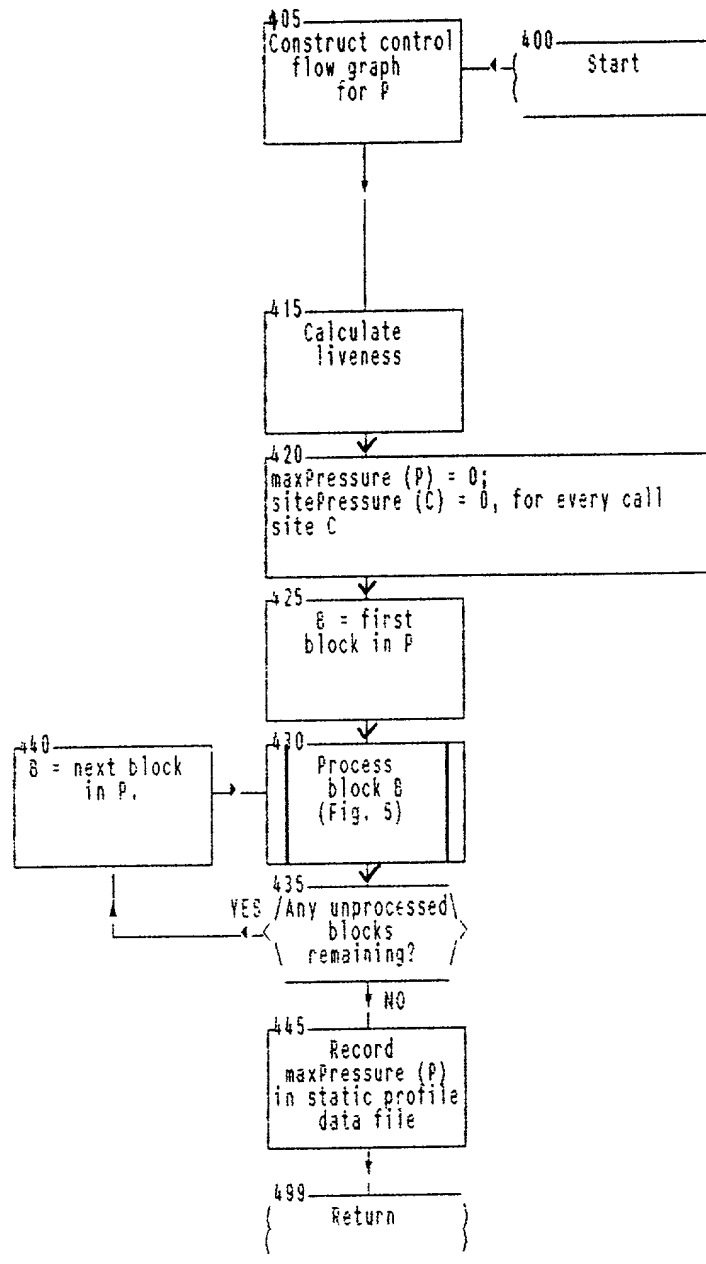 400
Start
405
Construct control
flow graph
for P
415
Calculate
liveness
420
maxPressure (P) = 0;
sitePressure (C) = 0, for every call
site C
425
B = first
block in P
430
Process
block B
(Fig. 5)
440
B = next block
in P.
435
YES
Any unprocessed
blocks
remaining?
NO
445
Record
maxPressure (P)
in static profile
data file
499
Return